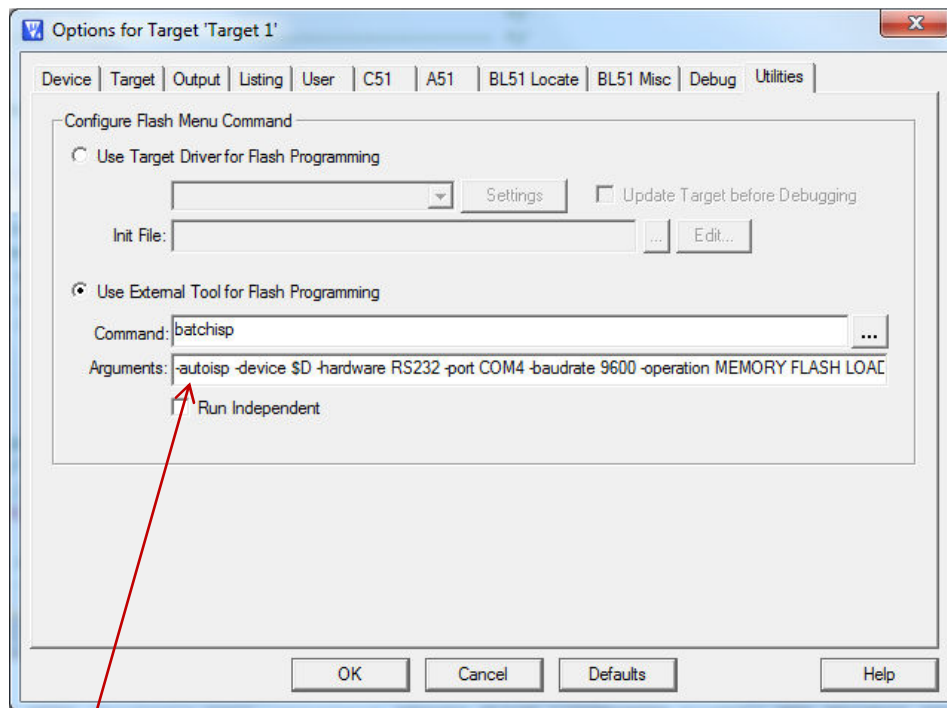 Options for Target 'Target 1'
Device Target Output Listing User C51 A51 BL51 Locate BL51 Misc Debug Utilities
Configure Flash Menu Command
Use Target Driver for Flash Programming
Settings Update Target before Debugging
Init File: ... Edit...
Use External Tool for Flash Programming
Command: batchisp ...
Arguments: -autoisp -device $D -hardware RS232 -port COM4 -baudrate 9600 -operation MEMORY FLASH LOAD
Run Independent
OK Cancel Defaults Help